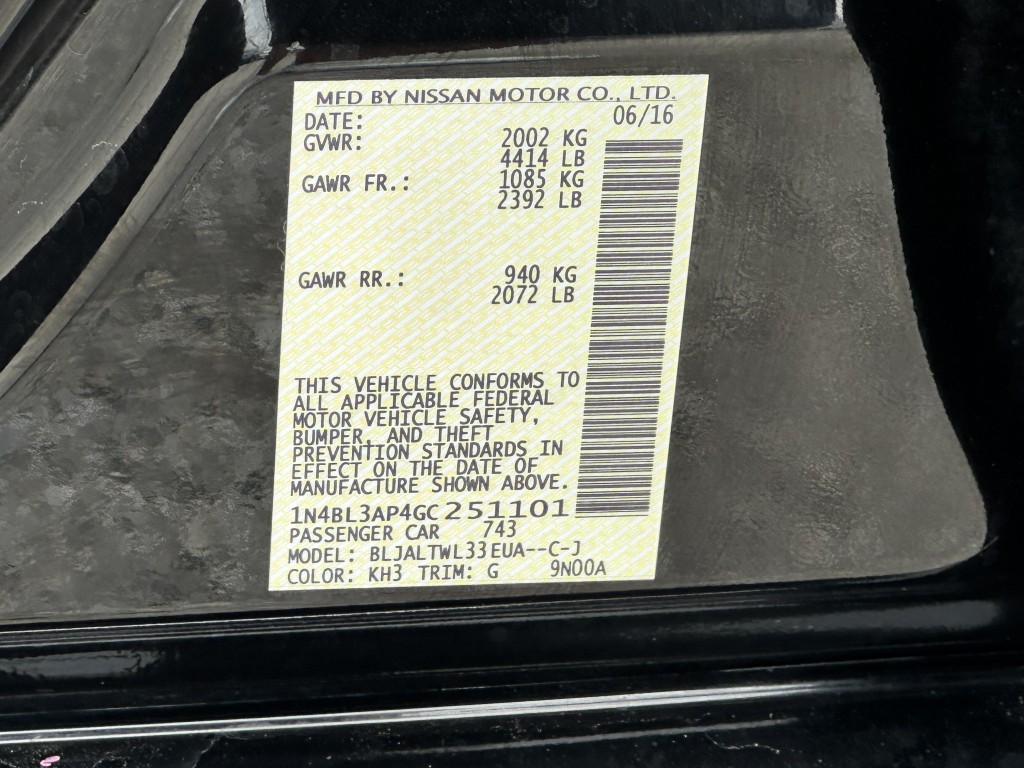 MFD BY NISSAN MOTOR CO., LTD.
DATE: 06/16
GVWR: 2002 KG
4414 LB
GAWR FR.: 1085 KG
2392 LB
GAWR RR.: 940 KG
2072 LB
THIS VEHICLE CONFORMS TO
ALL APPLICABLE FEDERAL
MOTOR VEHICLE SAFETY,
BUMPER, AND THEFT
PREVENTION STANDARDS IN
EFFECT ON THE DATE OF
MANUFACTURE SHOWN ABOVE.
1N4BL3AP4GC251101
PASSENGER CAR 743
MODEL: BLJALTWL33EUA--C-J
COLOR: KH3 TRIM: G 9N00A